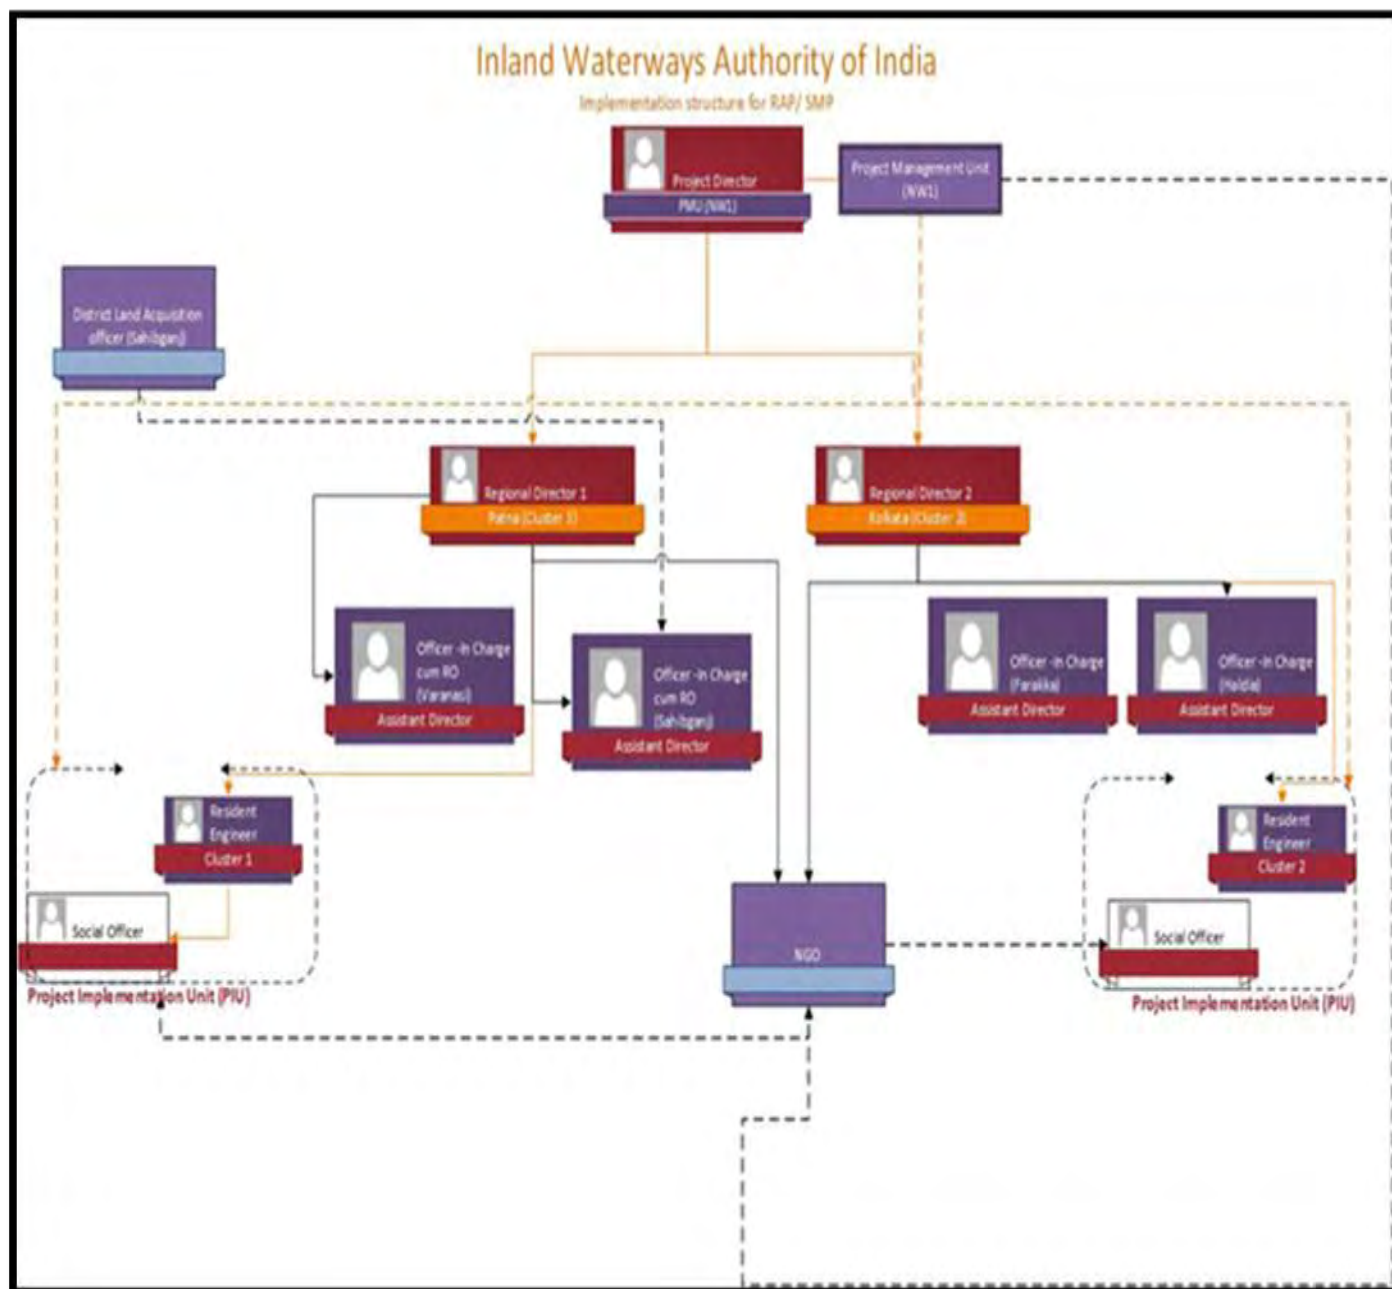 Inland Waterways Authority of India
Implementation structure for RAP/ SMP
Project Director
PMU (NW1)
Project Management Unit
(NW1)
District Land Acquisition
officer (Sahibganj)
Regional Director 1
Patna (Cluster 1)
Regional Director 2
Kolkata (Cluster 2)
Officer -In Charge
cum RO
(Varanasi)
Assistant Director
Officer -In Charge
cum RO
(Sahibganj)
Assistant Director
Officer -In Charge
(Farakka)
Assistant Director
Officer -In Charge
(Haldia)
Assistant Director
Resident
Engineer
Cluster 1
Social Officer
Project Implementation Unit (PIU)
NGO
Resident
Engineer
Cluster 2
Social Officer
Project Implementation Unit (PIU)